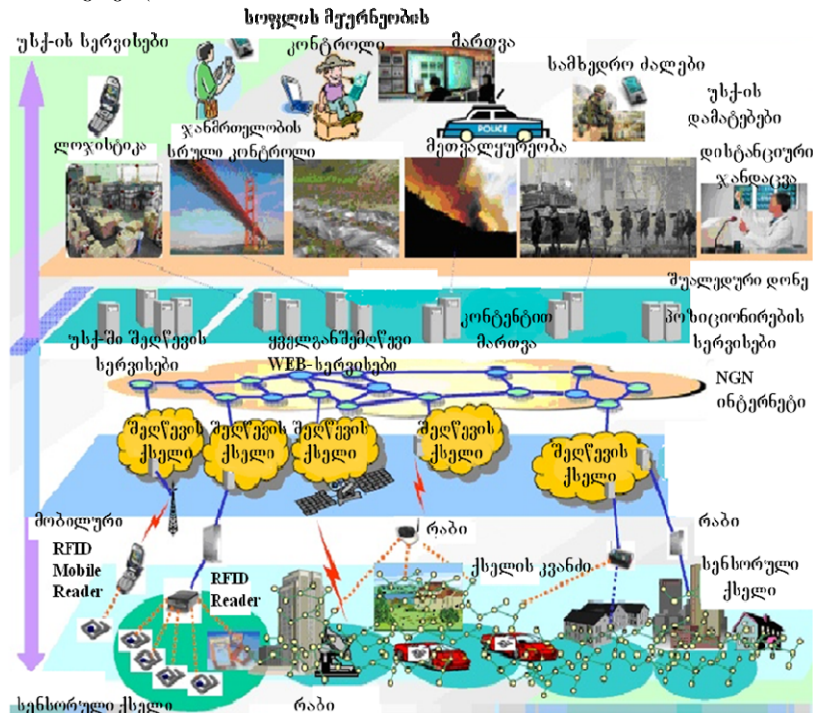 სოფლის მეურნეობის
უსქ-ის სერვისები
კონტროლი
მართვა
სამხედრო ძალები
უსქ-ის
დამატებები
ჯანმრთელობის
სრული კონტროლი
POLICE
ლოჯისტიკა
მეთვალყურეობა
დისტანციური
ჯანდაცვა
შუალედური დონე
უსქ-ში შეღწევის
სერვისები
ყველგანშემღწევი
WEB-სერვისები
კონტენტით
მართვა
პოზიციონირების
სერვისები
NGN
ინტერნეტი
შეღწევის
ქსელი
შეღწევის
ქსელი
შეღწევის
ქსელი
შეღწევის
ქსელი
შეღწევის
ქსელი
მობილური
RFID
Mobile
Reader
RFID
Reader
რაბი
ქსელის კვანძი
რაბი
სენსორული
ქსელი
სენსორული ქსელი
რაბი